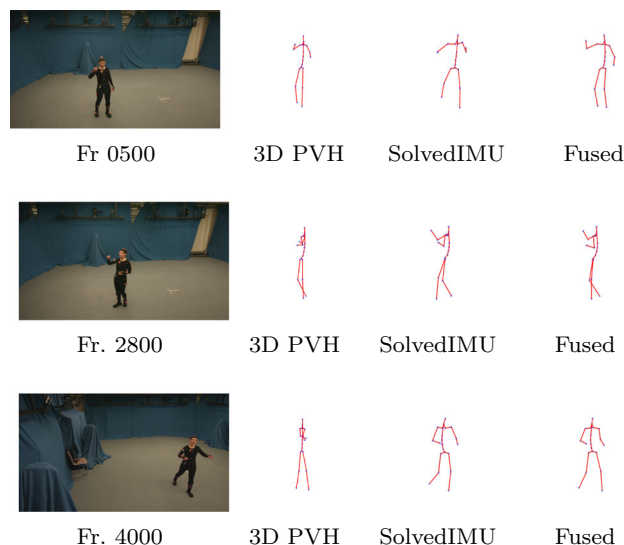 Fr 0500 3D PVH SolvedIMU Fused
Fr. 2800 3D PVH SolvedIMU Fused
Fr. 4000 3D PVH SolvedIMU Fused